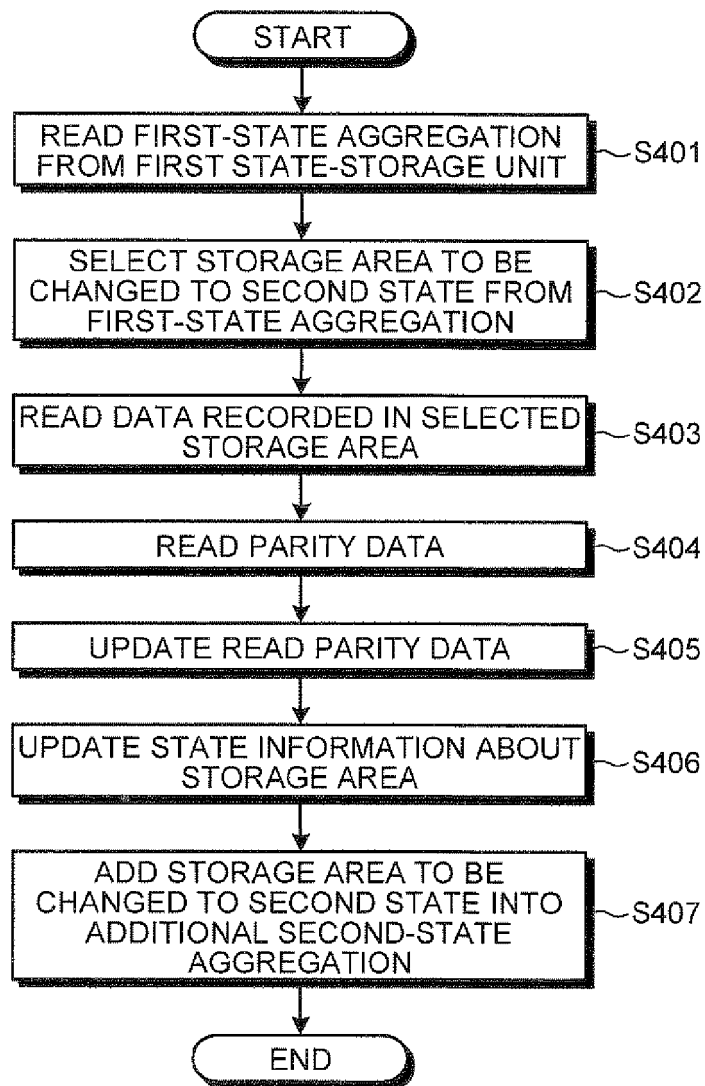 START
READ FIRST-STATE AGGREGATION
FROM FIRST STATE-STORAGE UNIT
S401
SELECT STORAGE AREA TO BE
CHANGED TO SECOND STATE FROM
FIRST-STATE AGGREGATION
S402
READ DATA RECORDED IN SELECTED
STORAGE AREA
S403
READ PARITY DATA
S404
UPDATE READ PARITY DATA
S405
UPDATE STATE INFORMATION ABOUT
STORAGE AREA
S406
ADD STORAGE AREA TO BE
CHANGED TO SECOND STATE INTO
ADDITIONAL SECOND-STATE
AGGREGATION
S407
END